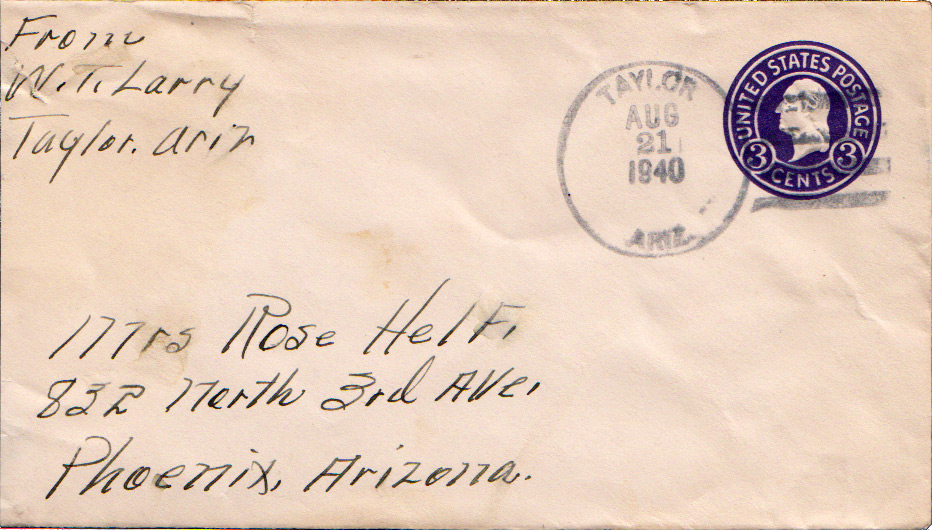 From
W. T. Larry
Taylor. Ariz
TAYLOR
AUG
21
1940
ARIZ.
UNITED STATES POSTAGE
3 CENTS 3
Mrs Rose Helf,
832 North 3rd Ave,
Phoenix, Arizona.